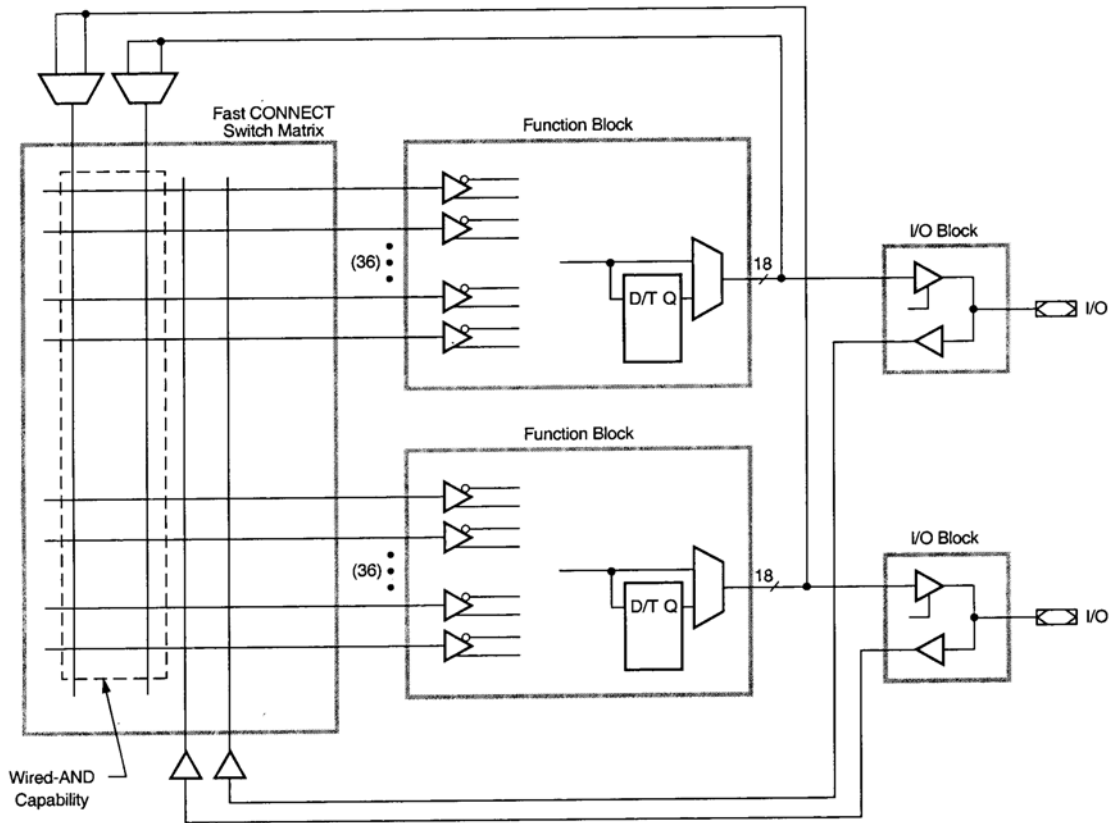 Fast CONNECT
Switch Matrix
Function Block
(36)
D/T Q
18
I/O Block
I/O
Function Block
(36)
D/T Q
18
I/O Block
I/O
Wired-AND
Capability